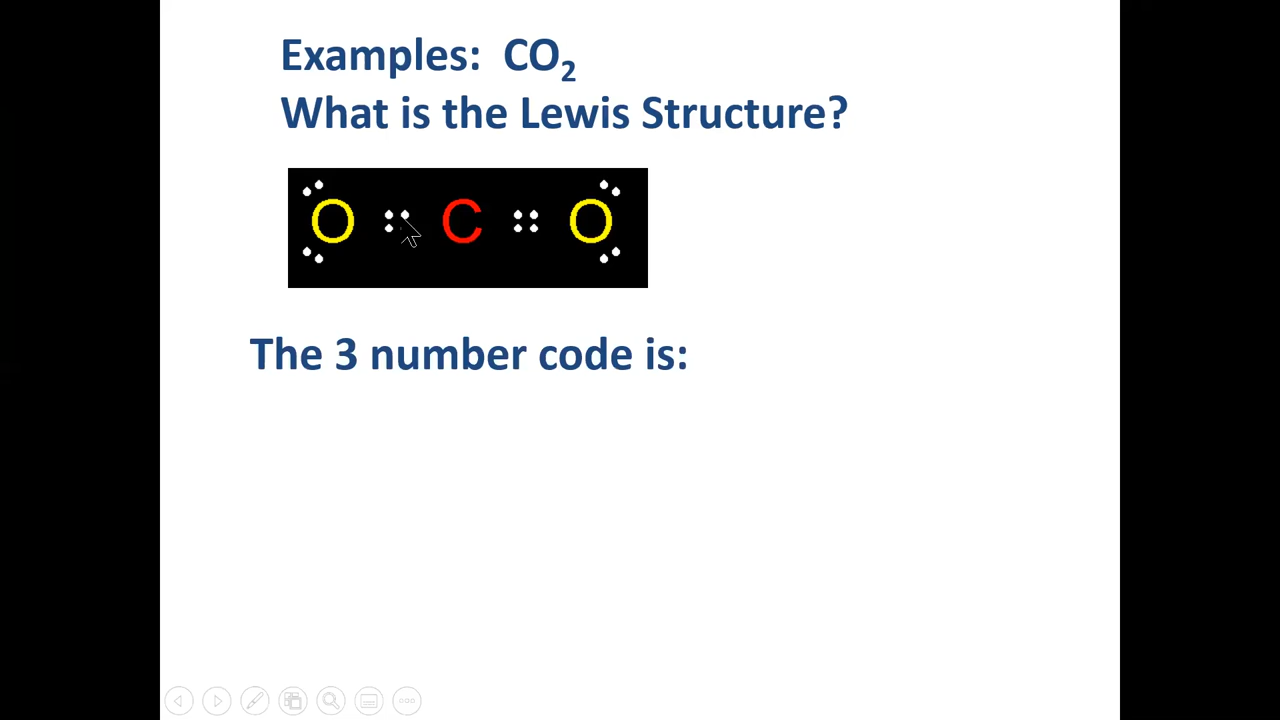 Examples: CO₂
What is the Lewis Structure?
O C O
The 3 number code is: